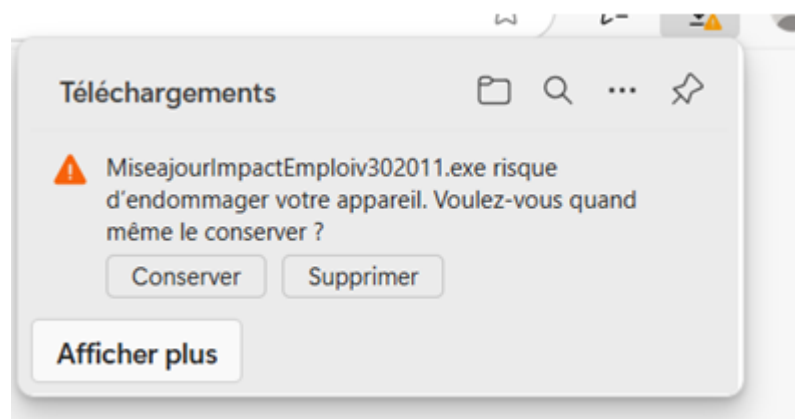 Téléchargements
MiseajourImpactEmploiv302011.exe risque
d'endommager votre appareil. Voulez-vous quand
même le conserver ?
Conserver Supprimer
Afficher plus